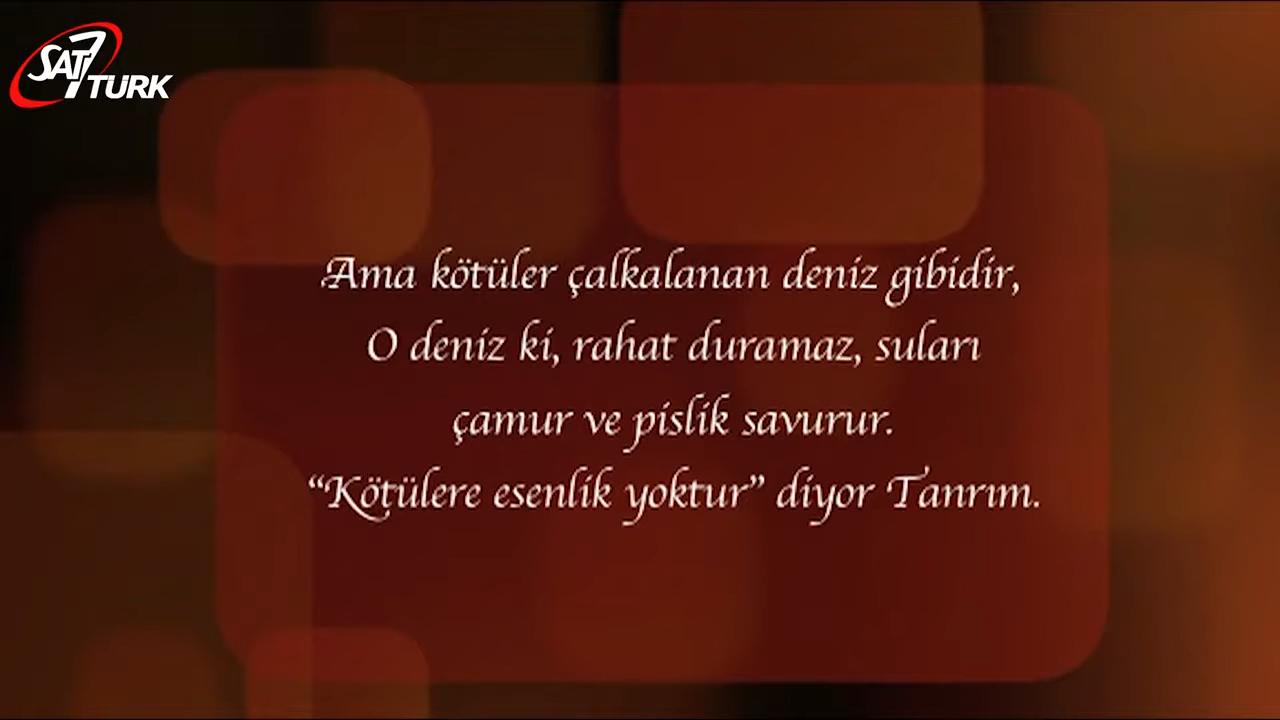 SAT7
TURK
Ama kötüler çalkalanan deniz gibidir,
O deniz ki, rahat duramaz, suları
çamur ve pislik savurur.
“Kötülere esenlik yoktur” diyor Tanrım.